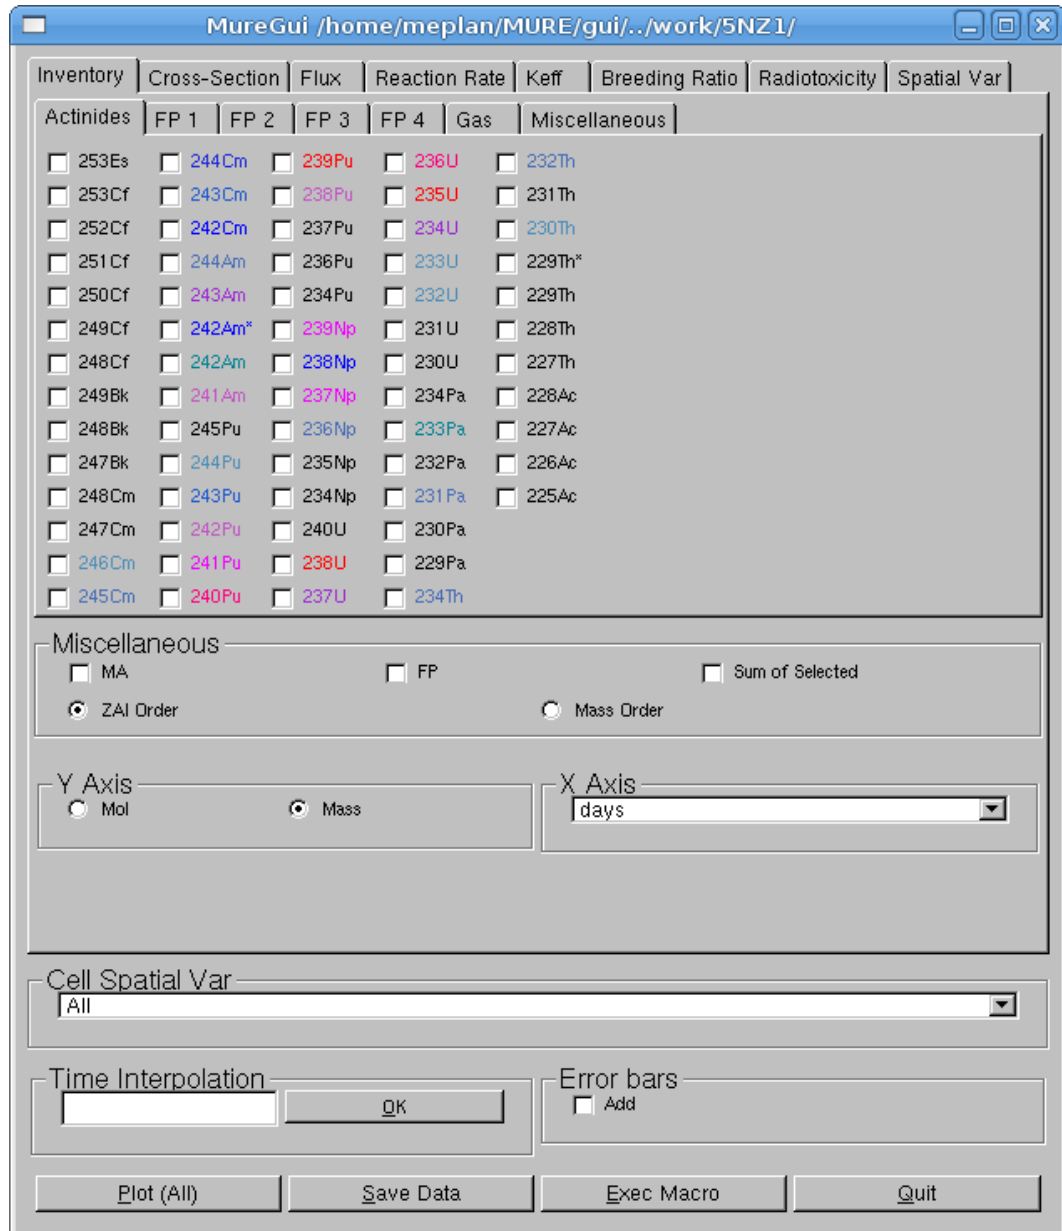 MureGui /home/meplan/MURE/gui/../work/5NZ1/
Inventory Cross-Section Flux Reaction Rate Keff Breeding Ratio Radiotoxicity Spatial Var
Actinides FP 1 FP 2 FP 3 FP 4 Gas Miscellaneous
253Es 244Cm 239Pu 236U 232Th
253Cf 243Cm 238Pu 235U 231Th
252Cf 242Cm 237Pu 234U 230Th
251Cf 244Am 236Pu 233U 229Th*
250Cf 243Am 234Pu 232U 229Th
249Cf 242Am* 239Np 231U 228Th
248Cf 242Am 238Np 230U 227Th
249Bk 241Am 237Np 234Pa 228Ac
248Bk 245Pu 236Np 233Pa 227Ac
247Bk 244Pu 235Np 232Pa 226Ac
248Cm 243Pu 234Np 231Pa 225Ac
247Cm 242Pu 240U 230Pa
246Cm 241Pu 238U 229Pa
245Cm 240Pu 237U 234Th
Miscellaneous
MA FP Sum of Selected
ZAI Order Mass Order
Y Axis X Axis
Mol Mass days
Cell Spatial Var
All
Time Interpolation Error bars
OK Add
Plot (All) Save Data Exec Macro Quit